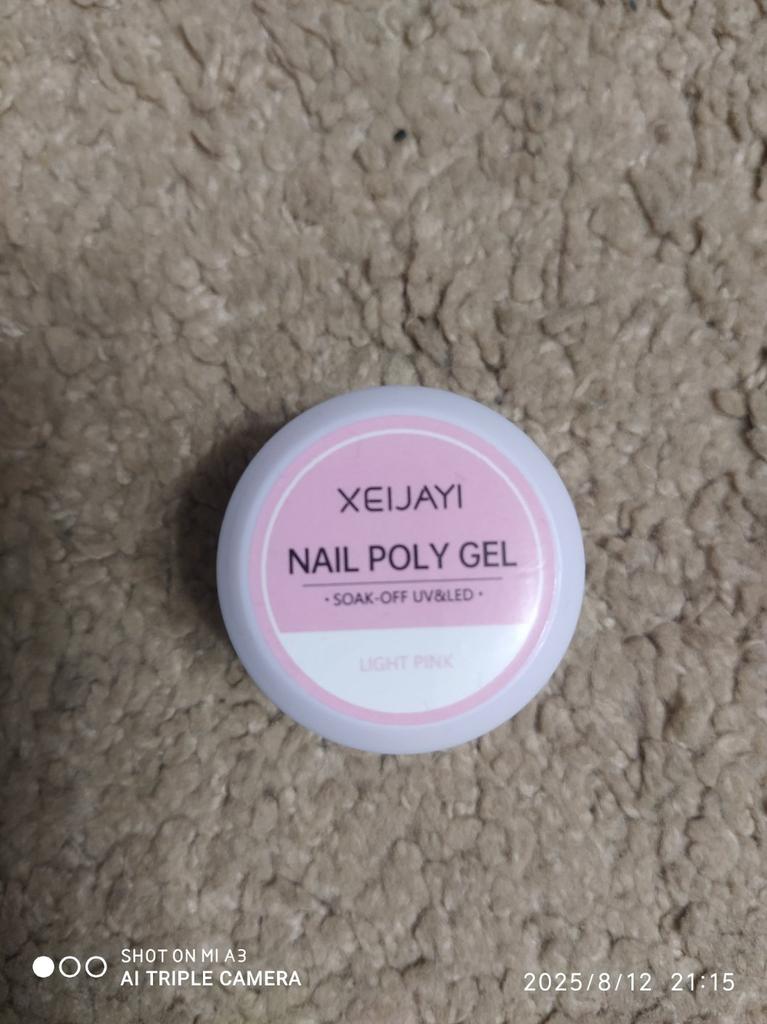 XEIJAYI
NAIL POLY GEL
• SOAK-OFF UV&LED •
LIGHT PINK
SHOT ON MI A3
AI TRIPLE CAMERA
2025/8/12 21:15